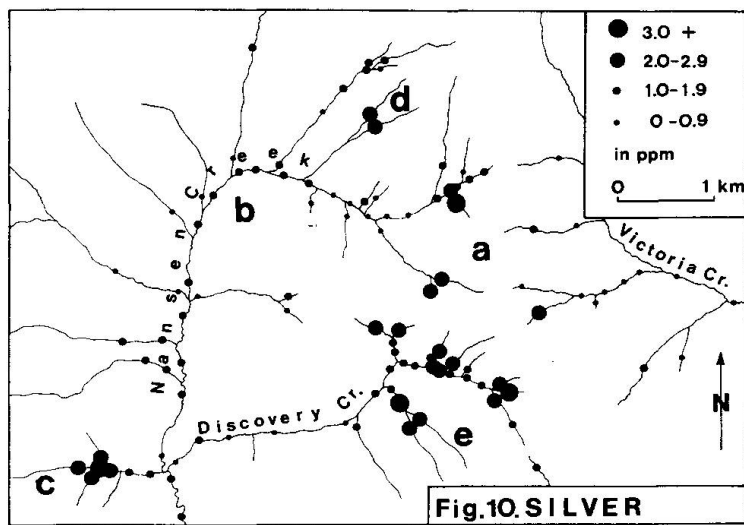 3.0 +
2.0-2.9
1.0-1.9
0-0.9
in ppm
0 1 km
d
b
a
Nansen Creek
Victoria Cr.
N
Discovery Cr.
e
c
Fig.10. SILVER